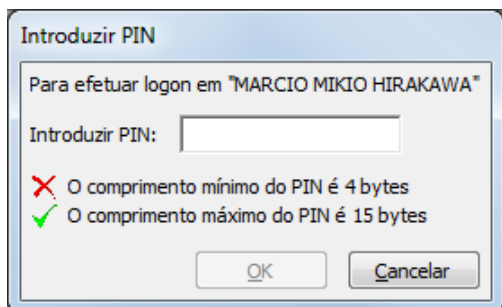 Introduzir PIN
Para efetuar logon em "MARCIO MIKIO HIRAKAWA"
Introduzir PIN:
O comprimento mínimo do PIN é 4 bytes
O comprimento máximo do PIN é 15 bytes
OK Cancelar